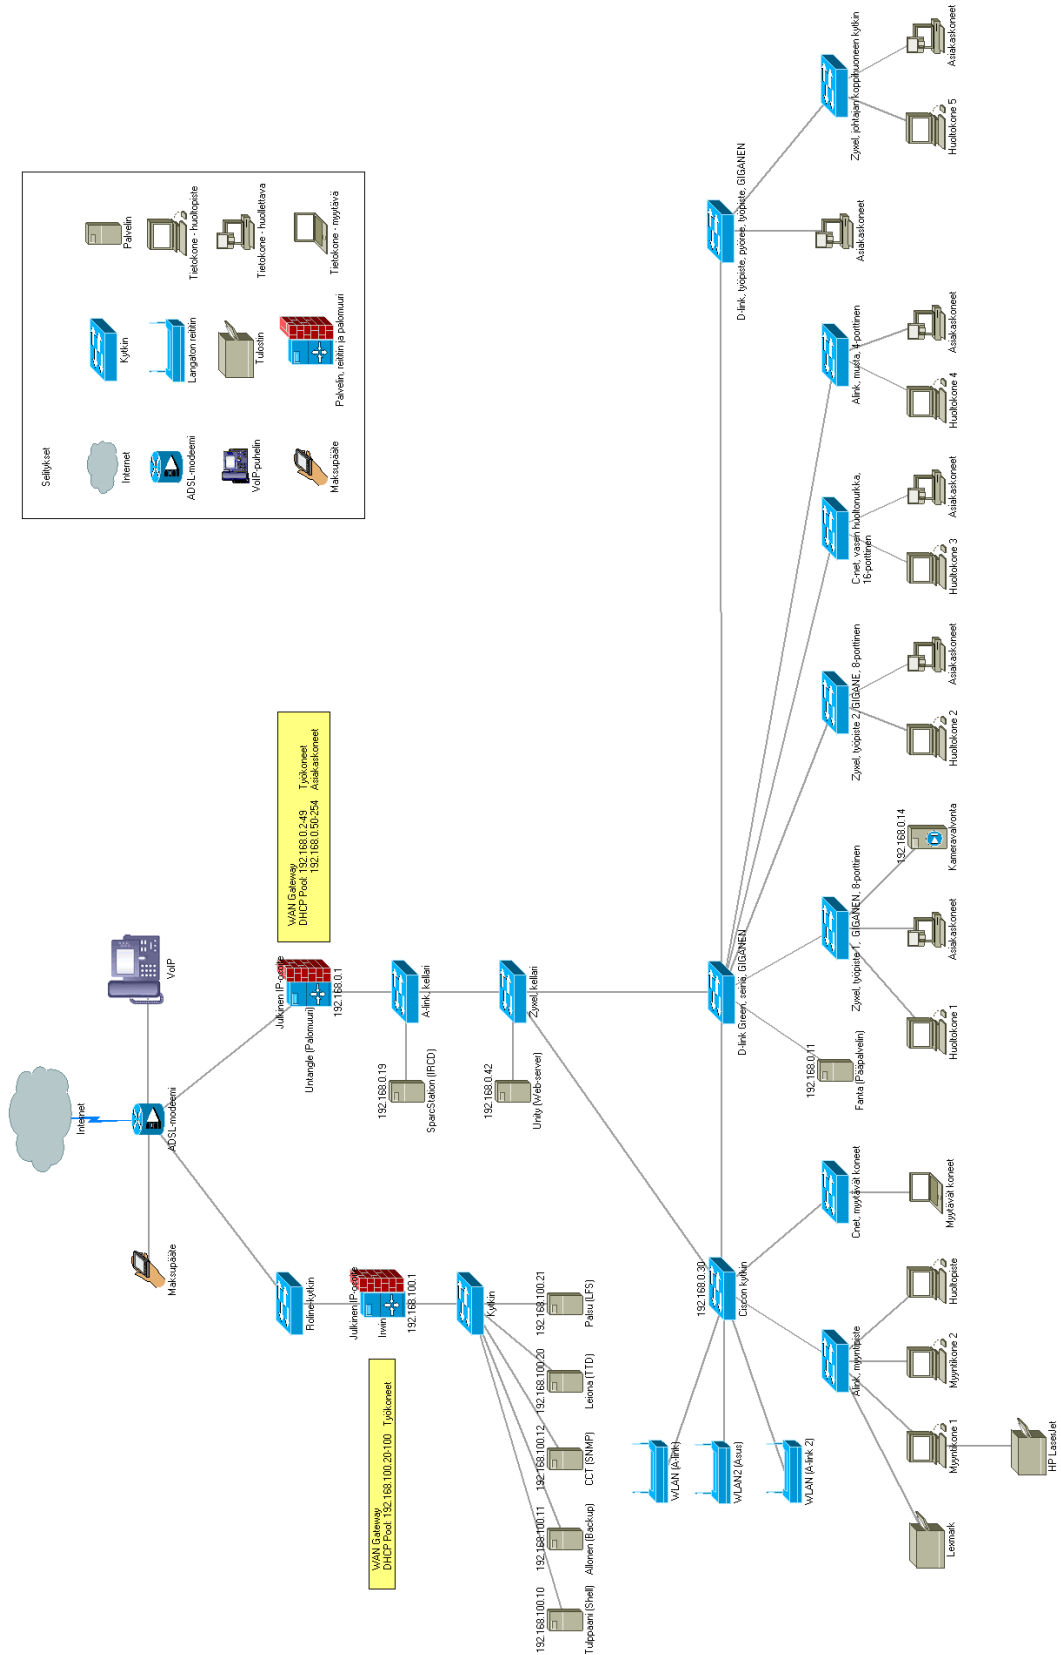 Selitykset
Internet
Kytkin
Palvelin
ADSL-modeemi
Langaton reititin
Tietokone - huoltopiste
VoIP-puhelin
Tulostin
Tietokone - huollettava
Maksupääte
Palvelin, reititin ja palomuuri
Tietokone - myytävä
Internet
Maksupääte
ADSL-modeemi
VoIP
Roline-kytkin
Julkinen IP-osoite
Untangle (Palomuuri)
192.168.0.1
WAN Gateway
DHCP Pool: 192.168.0.2-49 Työkoneet
192.168.0.50-254 Asiakaskoneet
WAN Gateway
DHCP Pool: 192.168.100.20-100 Työkoneet
Julkinen IP-osoite
Irwin
192.168.100.1
192.168.0.19
SparcStation (IRCD)
A-link, kellari
Kytkin
192.168.0.42
Unity (Web-server)
Zyxel, kellari
192.168.100.10
Tulppaani (Shell)
192.168.100.11
Allonen (Backup)
192.168.100.12
CCT (SNMP)
192.168.100.20
Leiona (TTD)
192.168.100.21
Palsu (LFS)
WLAN (A-link)
WLAN2 (Asus)
WLAN (A-link 2)
192.168.0.30
Ciscon kytkin
D-link Green, seinä, GIGANEN
D-link, työpiste, pyöreä, työpiste, GIGANEN
Alink, myyntipiste
Cnet, myytävät koneet
192.168.0.11
Fanta (Pääpalvelin)
Zyxel, työpiste 1, GIGANEN, 8-porttinen
Zyxel, työpiste 2, GIGANE, 8-porttinen
C-net, vasen huoltonurkka,
16-porttinen
Alink, musta, 4-porttinen
Asiakaskoneet
Zyxel, johtajan koppihuoneen kytkin
Lexmark
Myyntikone 1
Myyntikone 2
Huoltopiste
Myytävät koneet
Huoltokone 1
Asiakaskoneet
192.168.0.14
Kameravalvonta
Huoltokone 2
Asiakaskoneet
Huoltokone 3
Asiakaskoneet
Huoltokone 4
Asiakaskoneet
Huoltokone 5
Asiakaskoneet
HP LaserJet